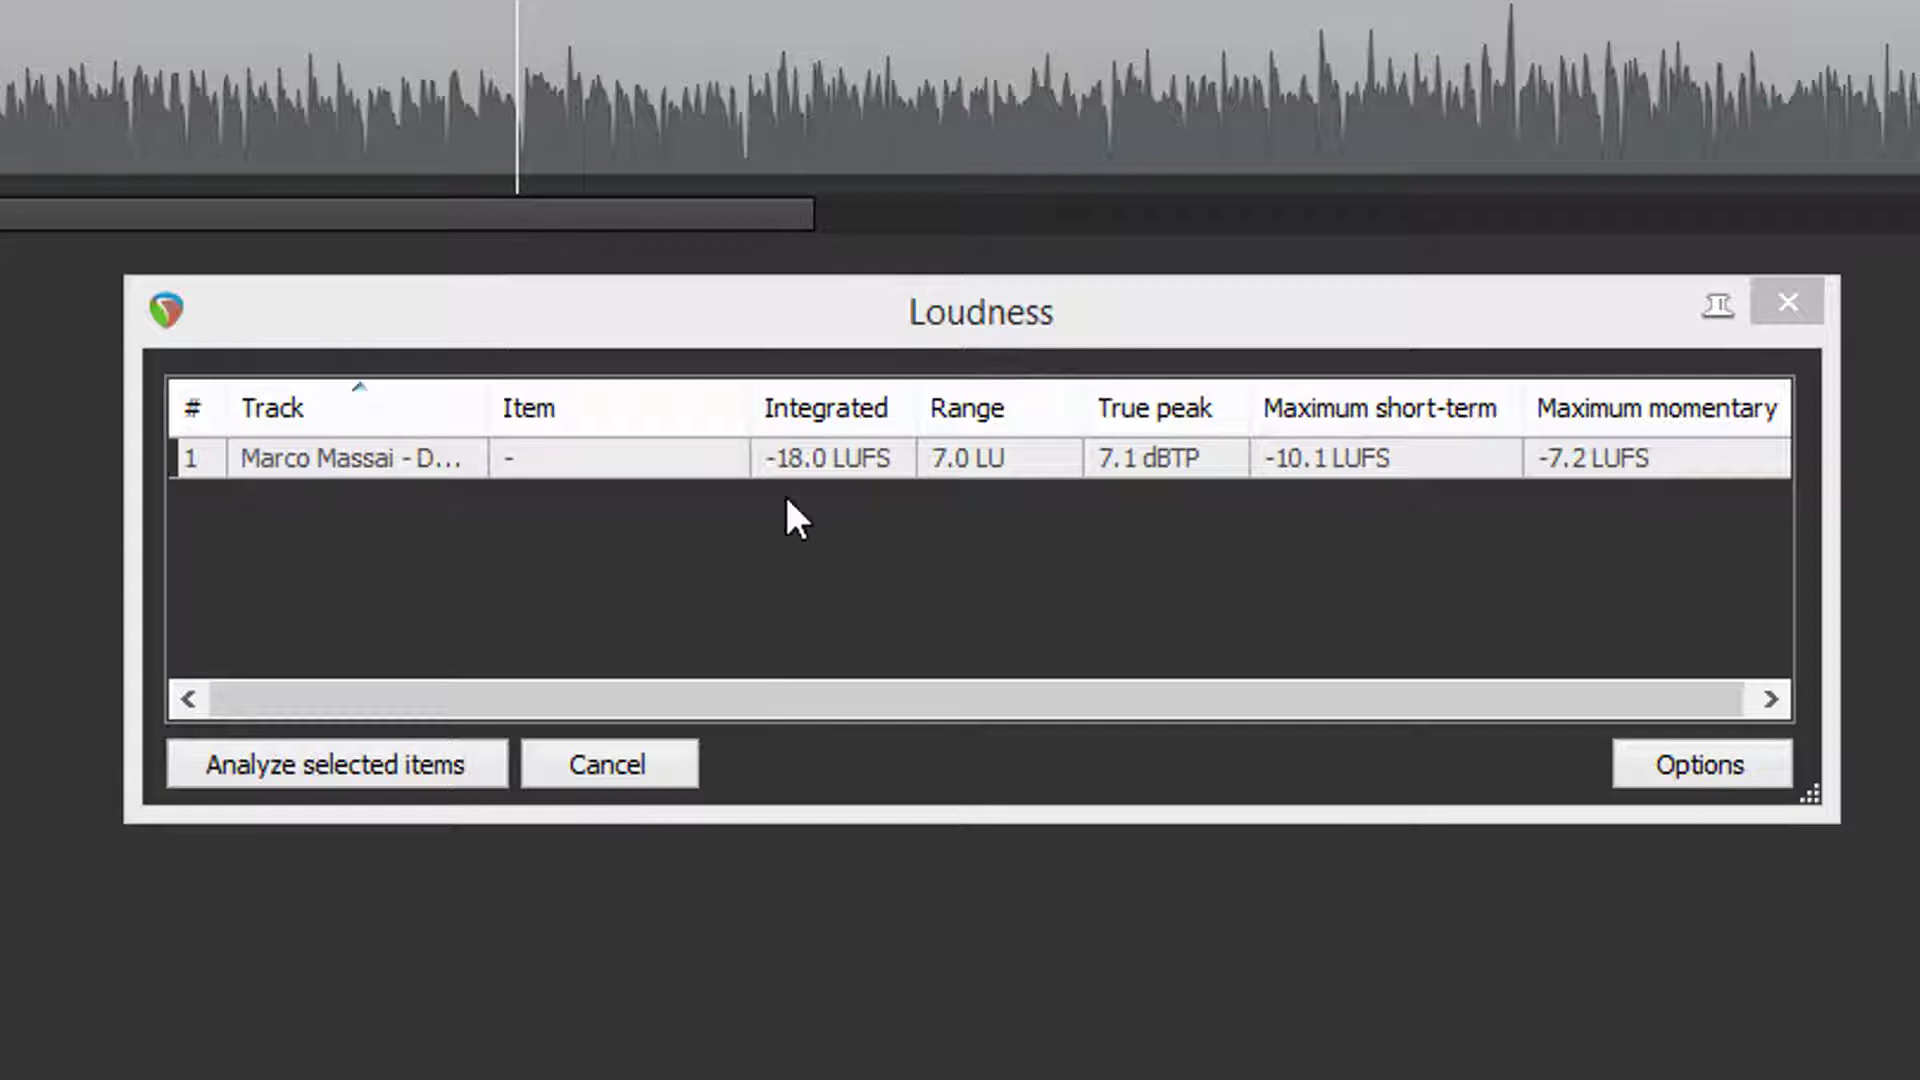 Loudness
# Track Item Integrated Range True peak Maximum short-term Maximum momentary
1 Marco Massai - D... - -18.0 LUFS 7.0 LU 7.1 dBTP -10.1 LUFS -7.2 LUFS
Analyze selected items Cancel Options